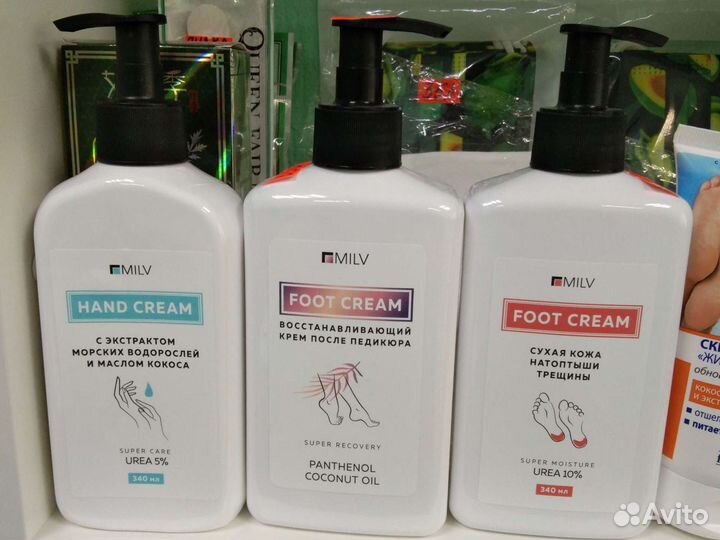 QUEEN FAIR
MILV
HAND CREAM
С ЭКСТРАКТОМ
МОРСКИХ ВОДОРОСЛЕЙ
И МАСЛОМ КОКОСА
SUPER CARE
UREA 5%
340 мл
MILV
FOOT CREAM
ВОССТАНАВЛИВАЮЩИЙ
КРЕМ ПОСЛЕ ПЕДИКЮРА
SUPER RECOVERY
PANTHENOL
COCONUT OIL
MILV
FOOT CREAM
СУХАЯ КОЖА
НАТОПТЫШИ
ТРЕЩИНЫ
SUPER MOISTURE
UREA 10%
340 мл
Avito